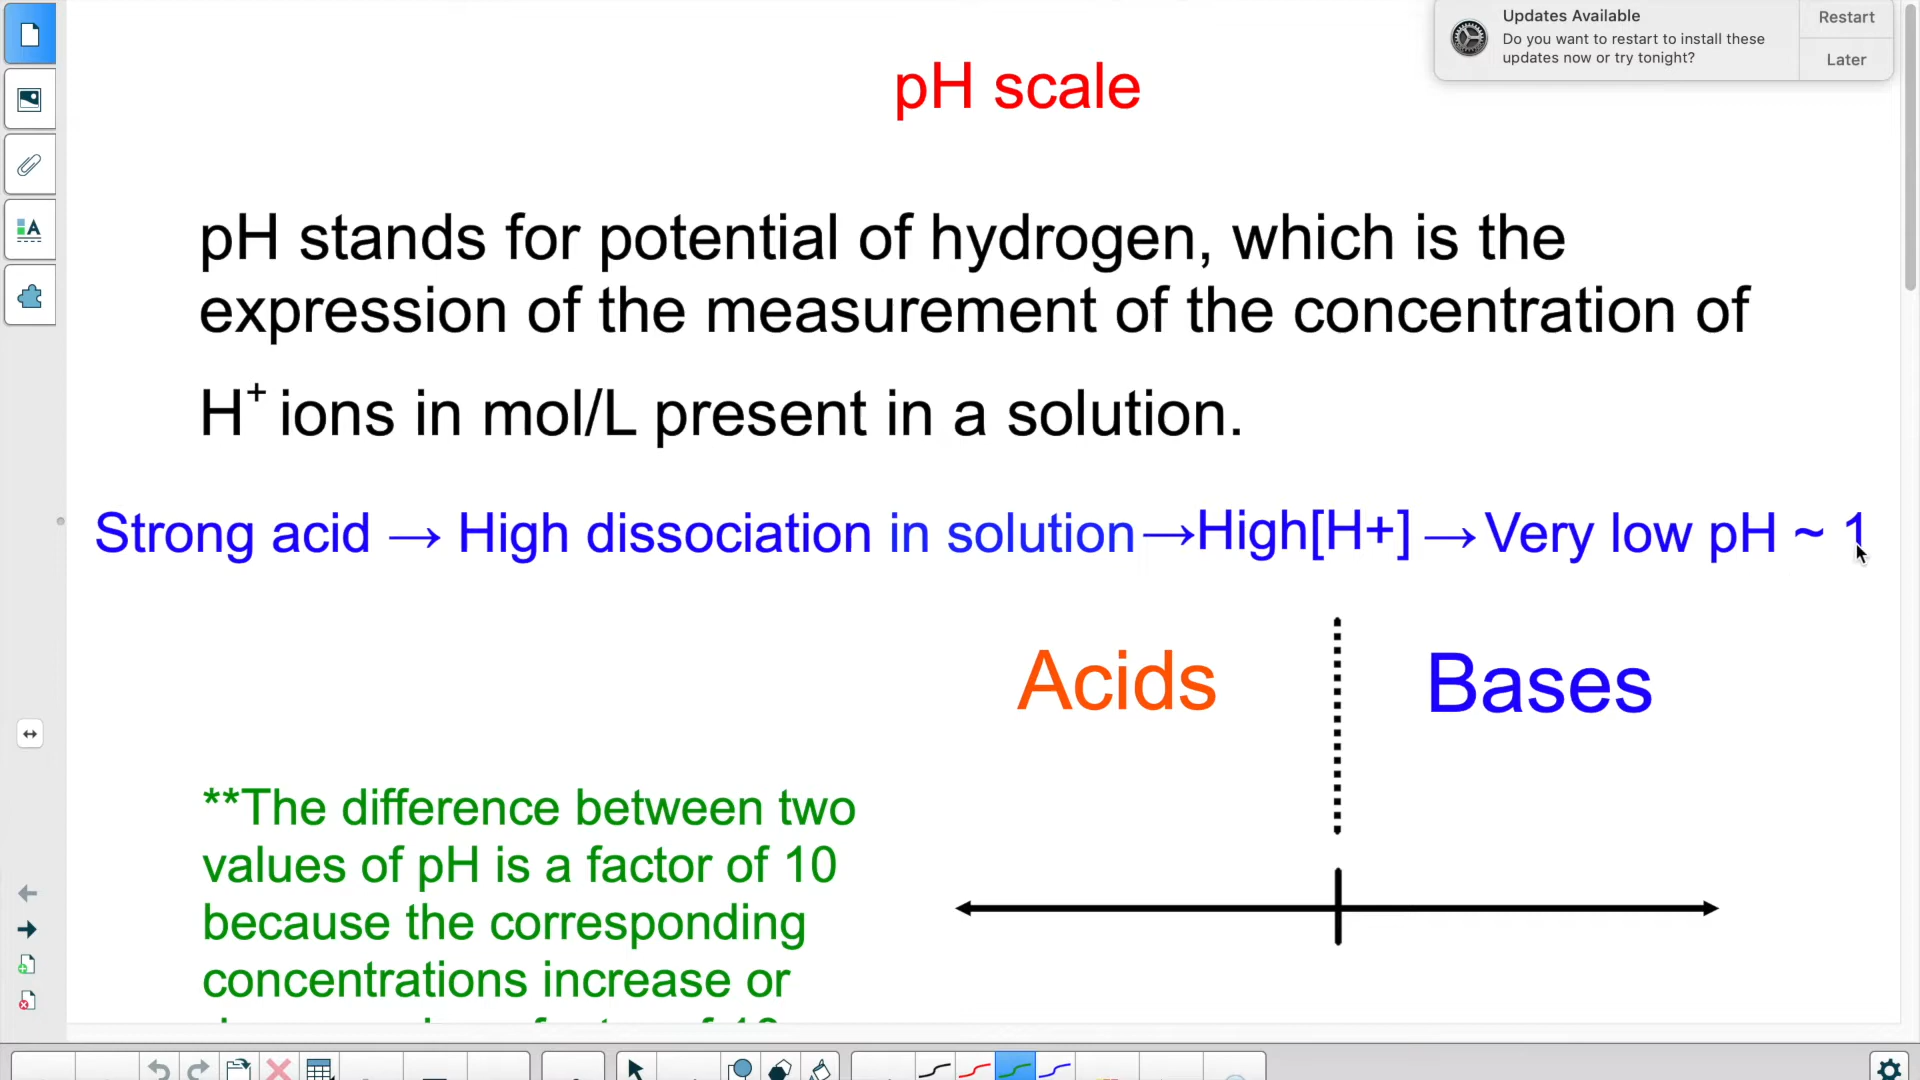 Updates Available
Do you want to restart to install these
updates now or try tonight?
Restart
Later
pH scale
pH stands for potential of hydrogen, which is the
expression of the measurement of the concentration of
H⁺ ions in mol/L present in a solution.
Strong acid → High dissociation in solution→High[H+] →Very low pH ~ 1
Acids
Bases
**The difference between two
values of pH is a factor of 10
because the corresponding
concentrations increase or